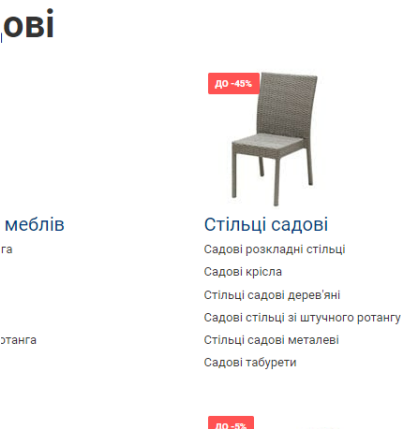 ДО -45%
меблів
Стільці садові
Садові розкладні стільці
Садові крісла
Стільці садові дерев'яні
Садові стільці зі штучного ротангу
Стільці садові металеві
Садові табурети
ДО -5%